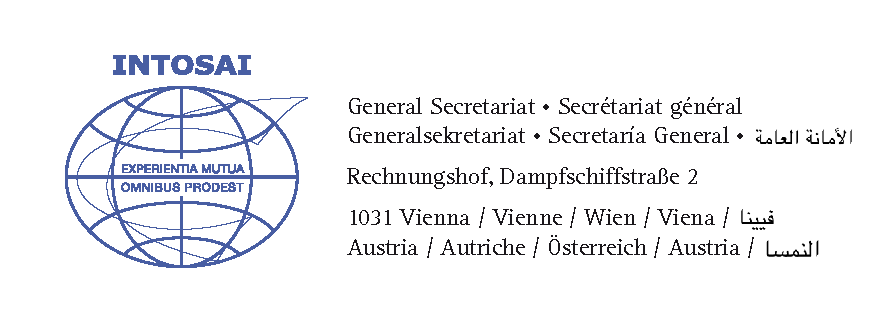 INTOSAI
EXPERIENTIA MUTUA
OMNIBUS PRODEST
General Secretariat • Secrétariat général
Generalsekretariat • Secretaría General • الأمانة العامة
Rechnungshof, Dampfschiffstraße 2
1031 Vienna / Vienne / Wien / Viena / فيينا
Austria / Autriche / Österreich / Austria / النمسا